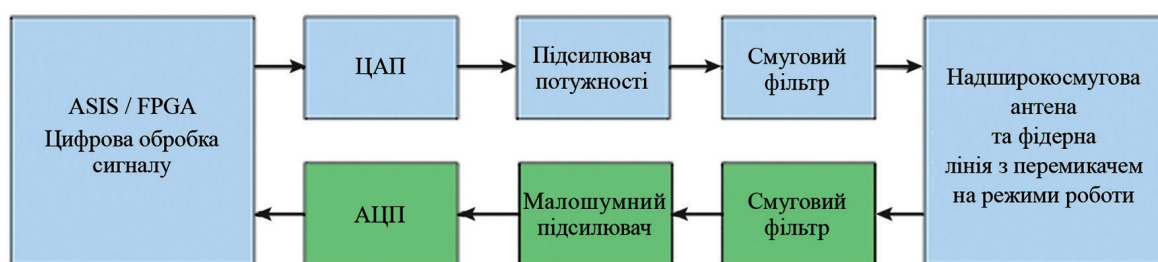 ASIS / FPGA
Цифрова обробка
сигналу
ЦАП
Підсилювач
потужності
Смуговий
фільтр
Надширокосмугова
антена
та фідерна
лінія з перемикачем
на режими роботи
АЦП
Малошумний
підсилювач
Смуговий
фільтр